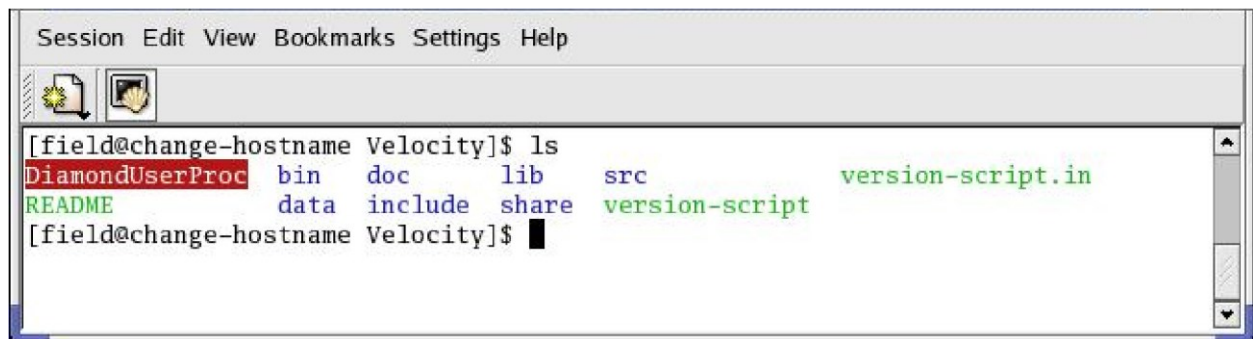 Session Edit View Bookmarks Settings Help
[field@change-hostname Velocity]$ ls
DiamondUserProc bin doc lib src version-script.in
README data include share version-script
[field@change-hostname Velocity]$